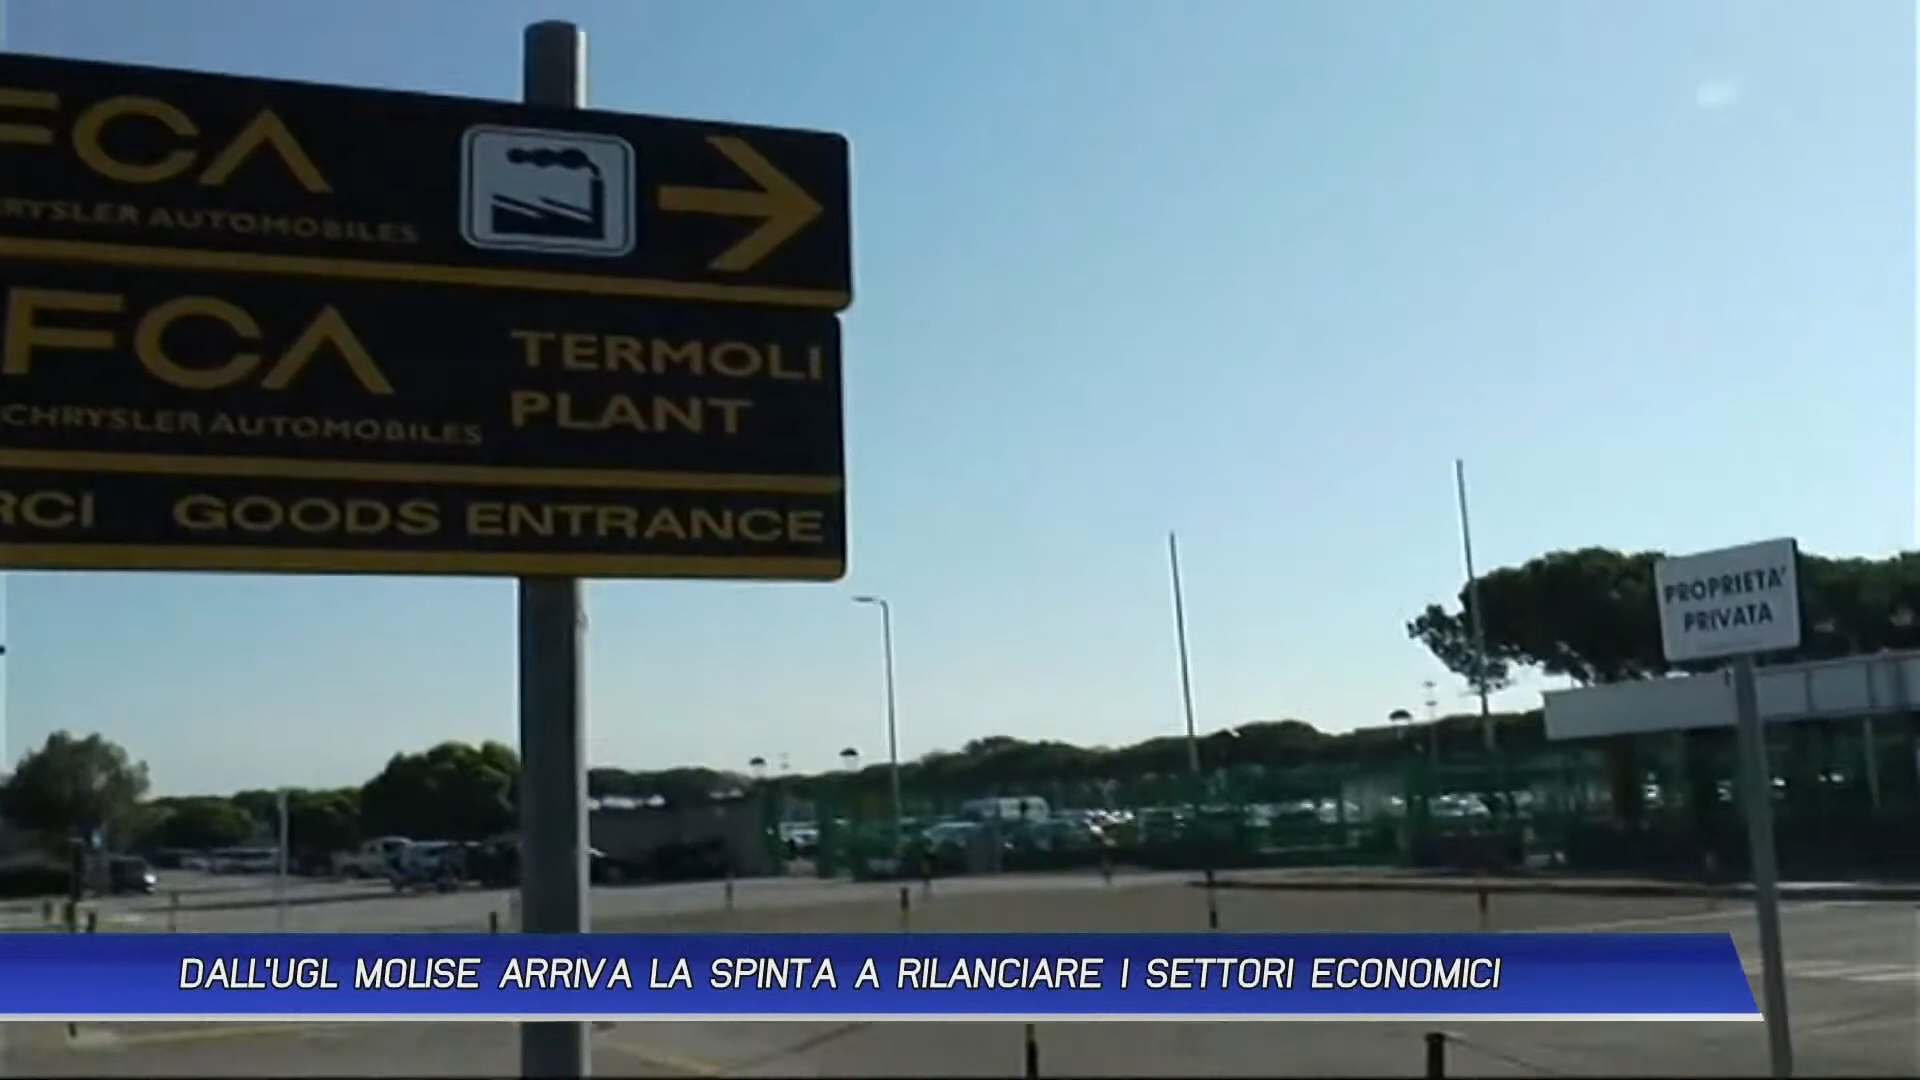 FCA
CHRYSLER AUTOMOBILES
FCA
CHRYSLER AUTOMOBILES
TERMOLI
PLANT
GOODS ENTRANCE
PROPRIETA'
PRIVATA
DALL'UGL MOLISE ARRIVA LA SPINTA A RILANCIARE I SETTORI ECONOMICI